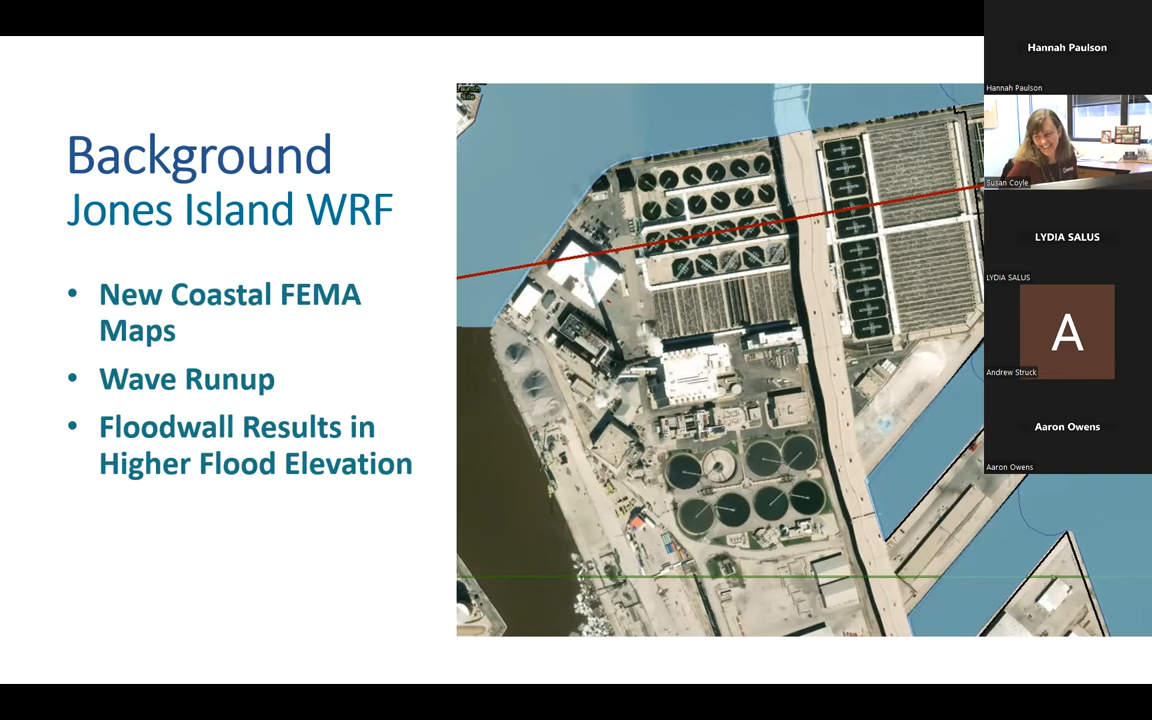 Background
Jones Island WRF
• New Coastal FEMA
Maps
• Wave Runup
• Floodwall Results in
Higher Flood Elevation
Hannah Paulson
Hannah Paulson
Susan Coyle
LYDIA SALUS
LYDIA SALUS
A
Andrew Struck
Aaron Owens
Aaron Owens